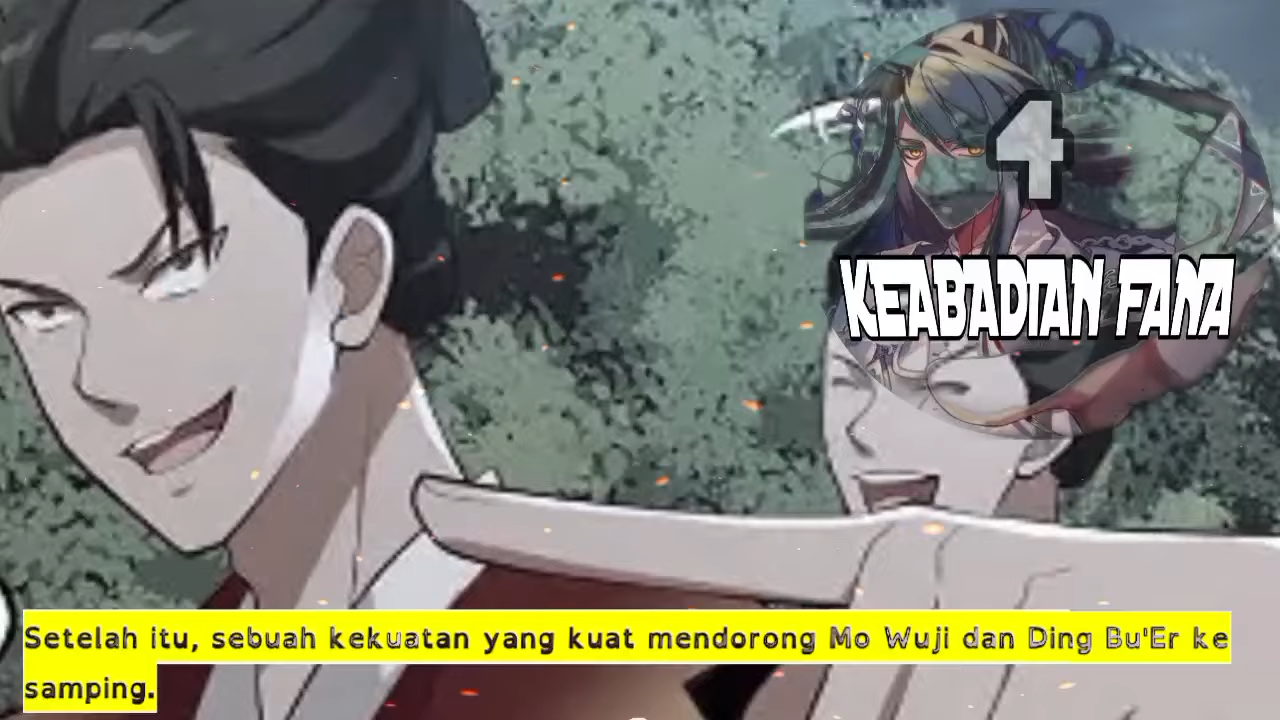 4
KEABADIAN FANA
Setelah itu, sebuah kekuatan yang kuat mendorong Mo Wuji dan Ding Bu'Er ke
samping.